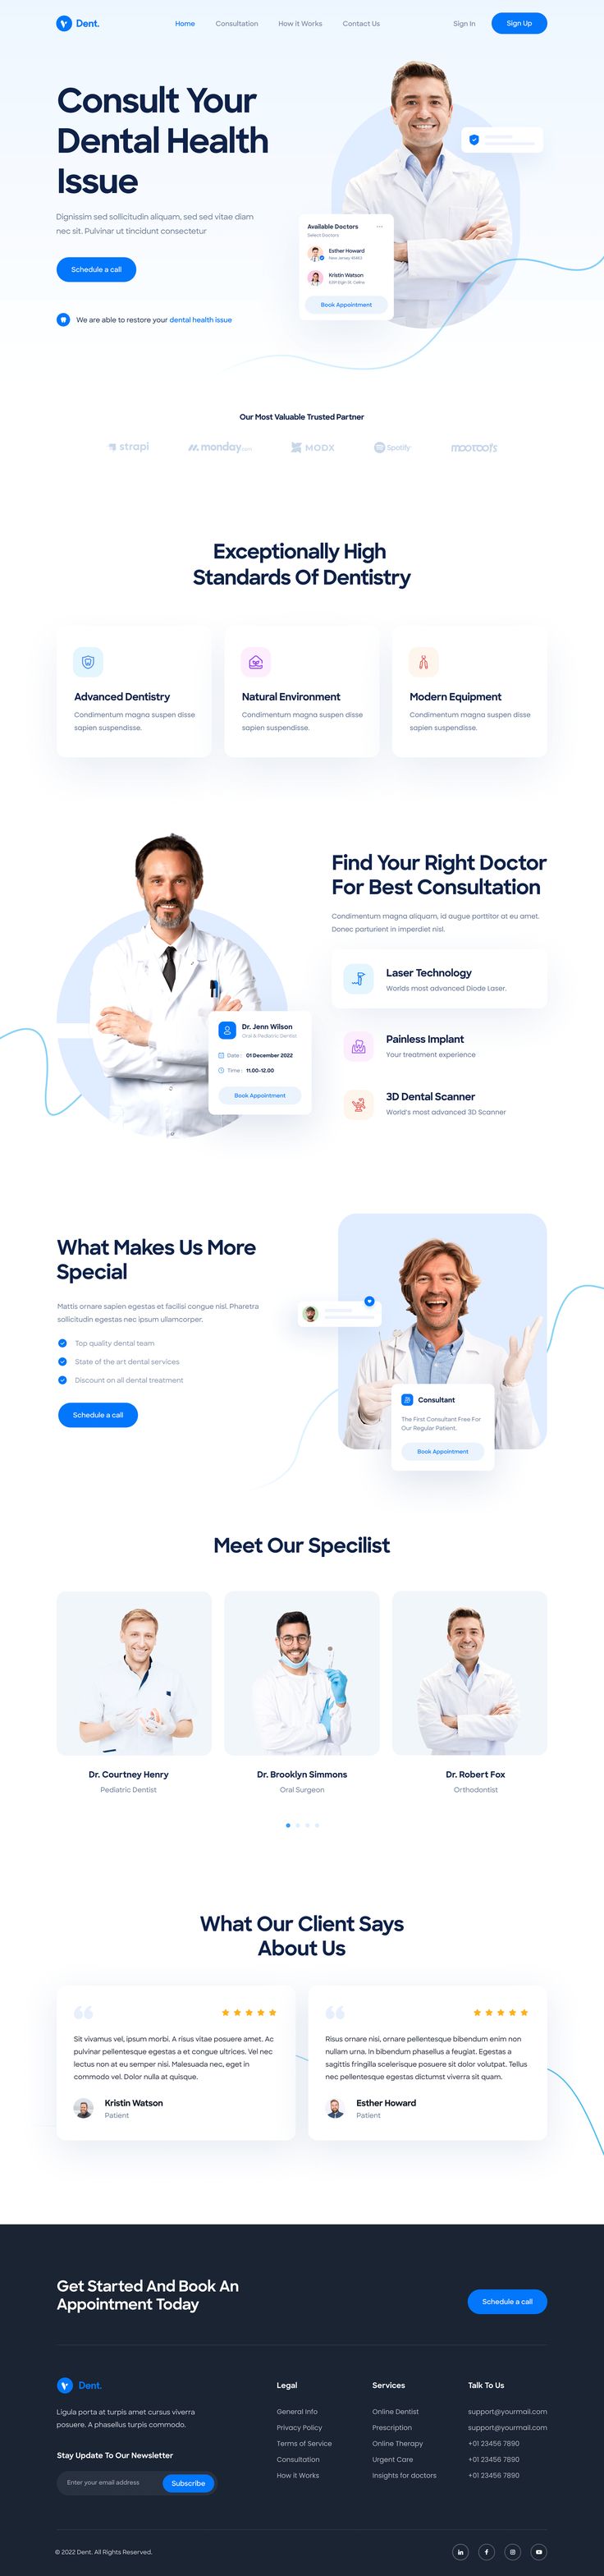 Dent.
Home
Consultation
How it Works
Contact Us
Sign In
Sign Up
Consult Your
Dental Health
Issue
Dignissim sed sollicitudin aliquam, sed sed vitae diam
nec sit. Pulvinar ut tincidunt consectetur
Schedule a call
We are able to restore your dental health issue
Available Doctors
Select Doctors
Esther Howard
New Jersey 45463
Kristin Watson
Book Appointment
Our Most Valuable Trusted Partner
strapi
monday.com
MODX
Spotify
Exceptionally High
Standards Of Dentistry
Advanced Dentistry
Condimentum magna suspen disse
sapien suspendisse.
Natural Environment
Condimentum magna suspen disse
sapien suspendisse.
Modern Equipment
Condimentum magna suspen disse
sapien suspendisse.
Find Your Right Doctor
For Best Consultation
Condimentum magna aliquam, id augue porttitor at eu amet.
Donec parturient in imperdiet nisl.
Laser Technology
Worlds most advanced Diode Laser.
Painless Implant
Your treatment experience
3D Dental Scanner
World's most advanced 3D Scanner
Dr. Jenn Wilson
Oral & Pediatric Dentist
Date : 01 December 2022
Time : 11.00-12.00
Book Appointment
What Makes Us More
Special
Mattis ornare sapien egestas et facilisi congue nisl. Pharetra
sollicitudin egestas nec ipsum ullamcorper.
Top quality dental team
State of the art dental services
Discount on all dental treatment
Schedule a call
Consultant
The First Consultant Free For
Our Regular Patient.
Book Appointment
Meet Our Specilist
Dr. Courtney Henry
Pediatric Dentist
Dr. Brooklyn Simmons
Oral Surgeon
Dr. Robert Fox
Orthodontist
What Our Client Says
About Us
Sit vivamus vel, ipsum morbi. A risus vitae posuere amet. Ac
pulvinar pellentesque egestas a et congue ultrices. Vel nec
lectus non at eu semper nisi. Malesuada nec, eget in
commodo vel. Dolor nulla at quisque.
Kristin Watson
Patient
Risus ornare nisi, ornare pellentesque bibendum enim non
nullam urna. In bibendum phasellus a feugiat. Egestas a
sagittis fringilla scelerisque posuere sit dolor volutpat. Tellus
nec pellentesque egestas dictumst viverra sit quam.
Esther Howard
Patient
Get Started And Book An
Appointment Today
Schedule a call
Dent.
Ligula porta at turpis amet cursus viverra
posuere. A phasellus turpis commodo.
Stay Update To Our Newsletter
Enter your email address
Subscribe
Legal
General Info
Privacy Policy
Terms of Service
Consultation
How it Works
Services
Online Dentist
Prescription
Online Therapy
Urgent Care
Insights for doctors
Talk To Us
support@yourmail.com
support@yourmail.com
+01 23456 7890
+01 23456 7890
+01 23456 7890
© 2022 Dent. All Rights Reserved.